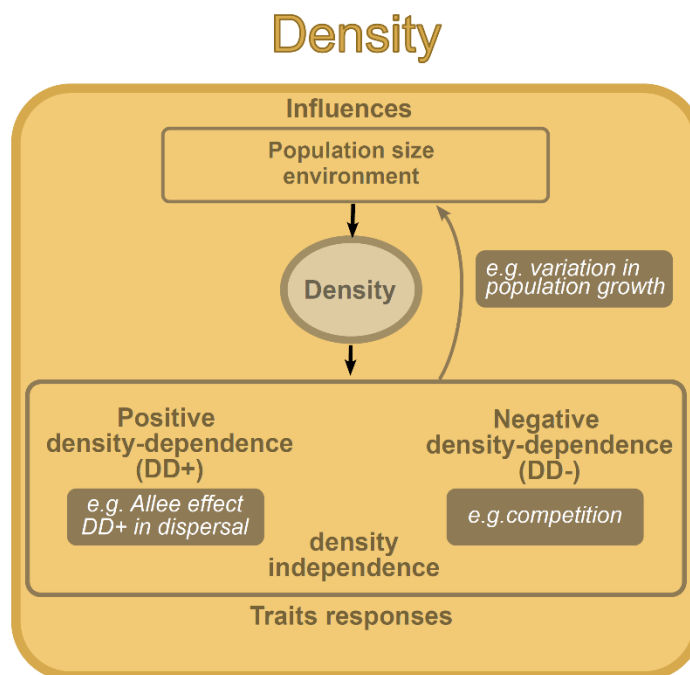 Density
Influences
Population size
environment
Density
e.g. variation in
population growth
Positive
density-dependence
(DD+)
e.g. Allee effect
DD+ in dispersal
Negative
density-dependence
(DD-)
e.g.competition
density
independence
Traits responses